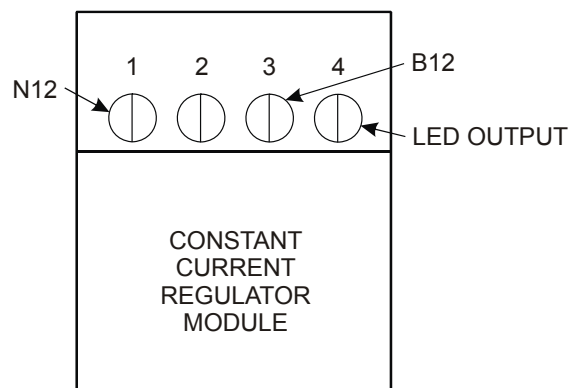 1 2 3 4
N12
B12
LED OUTPUT
CONSTANT
CURRENT
REGULATOR
MODULE